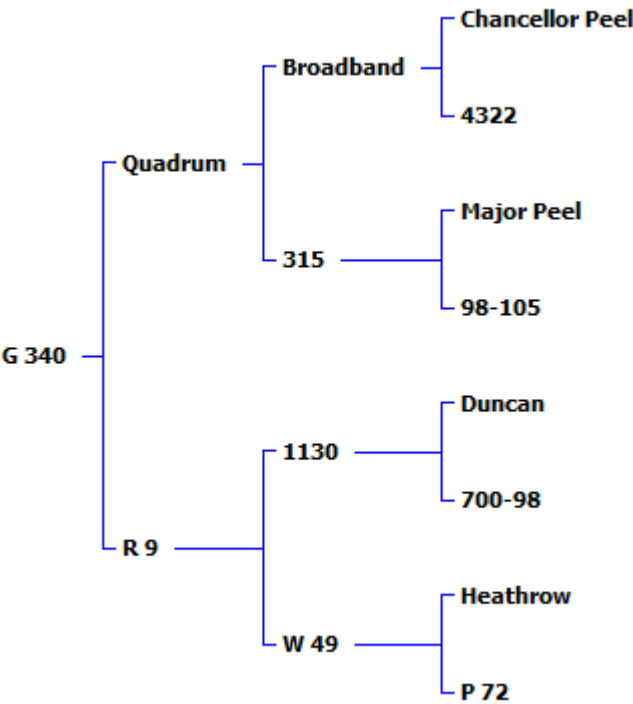 Chancellor Peel
Broadband
4322
Quadrum
Major Peel
315
98-105
G 340
Duncan
1130
700-98
R 9
Heathrow
W 49
P 72